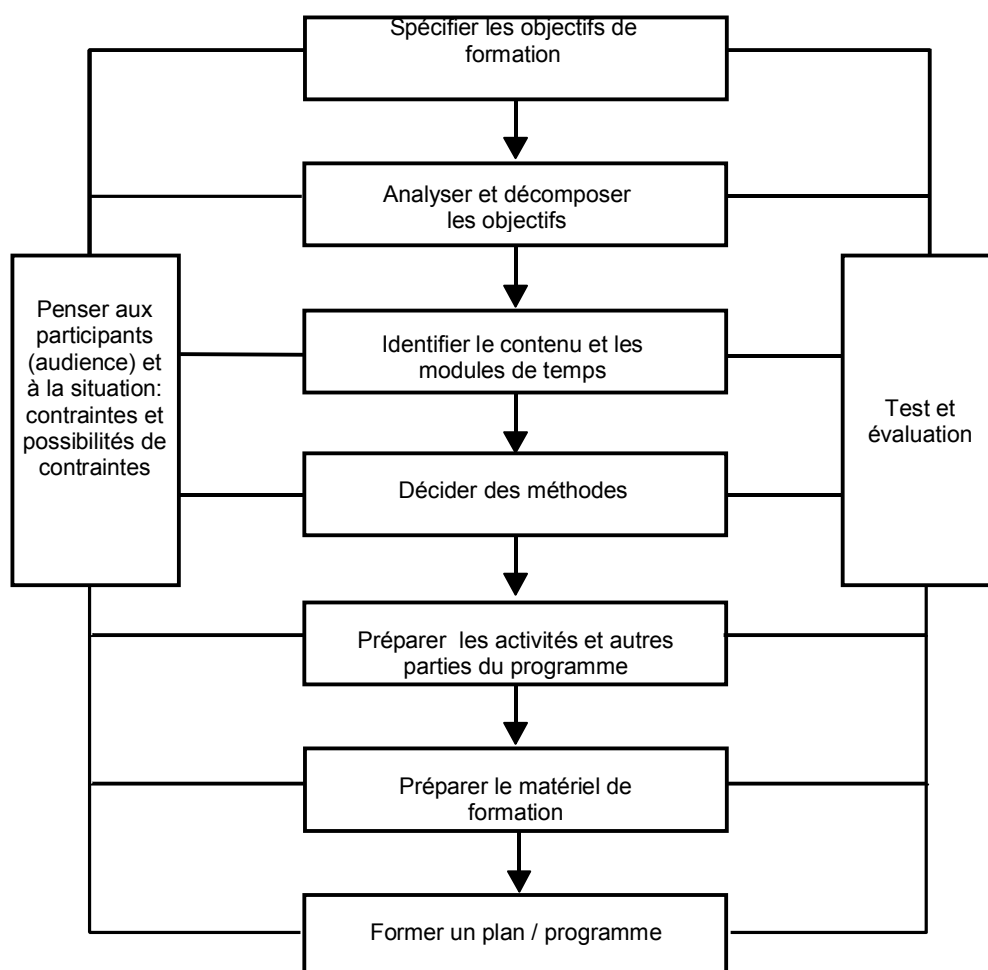 Spécifier les objectifs de
formation
Analyser et décomposer
les objectifs
Penser aux
participants
(audience) et
à la situation:
contraintes et
possibilités de
contraintes
Identifier le contenu et les
modules de temps
Test et
évaluation
Décider des méthodes
Préparer les activités et autres
parties du programme
Préparer le matériel de
formation
Former un plan / programme